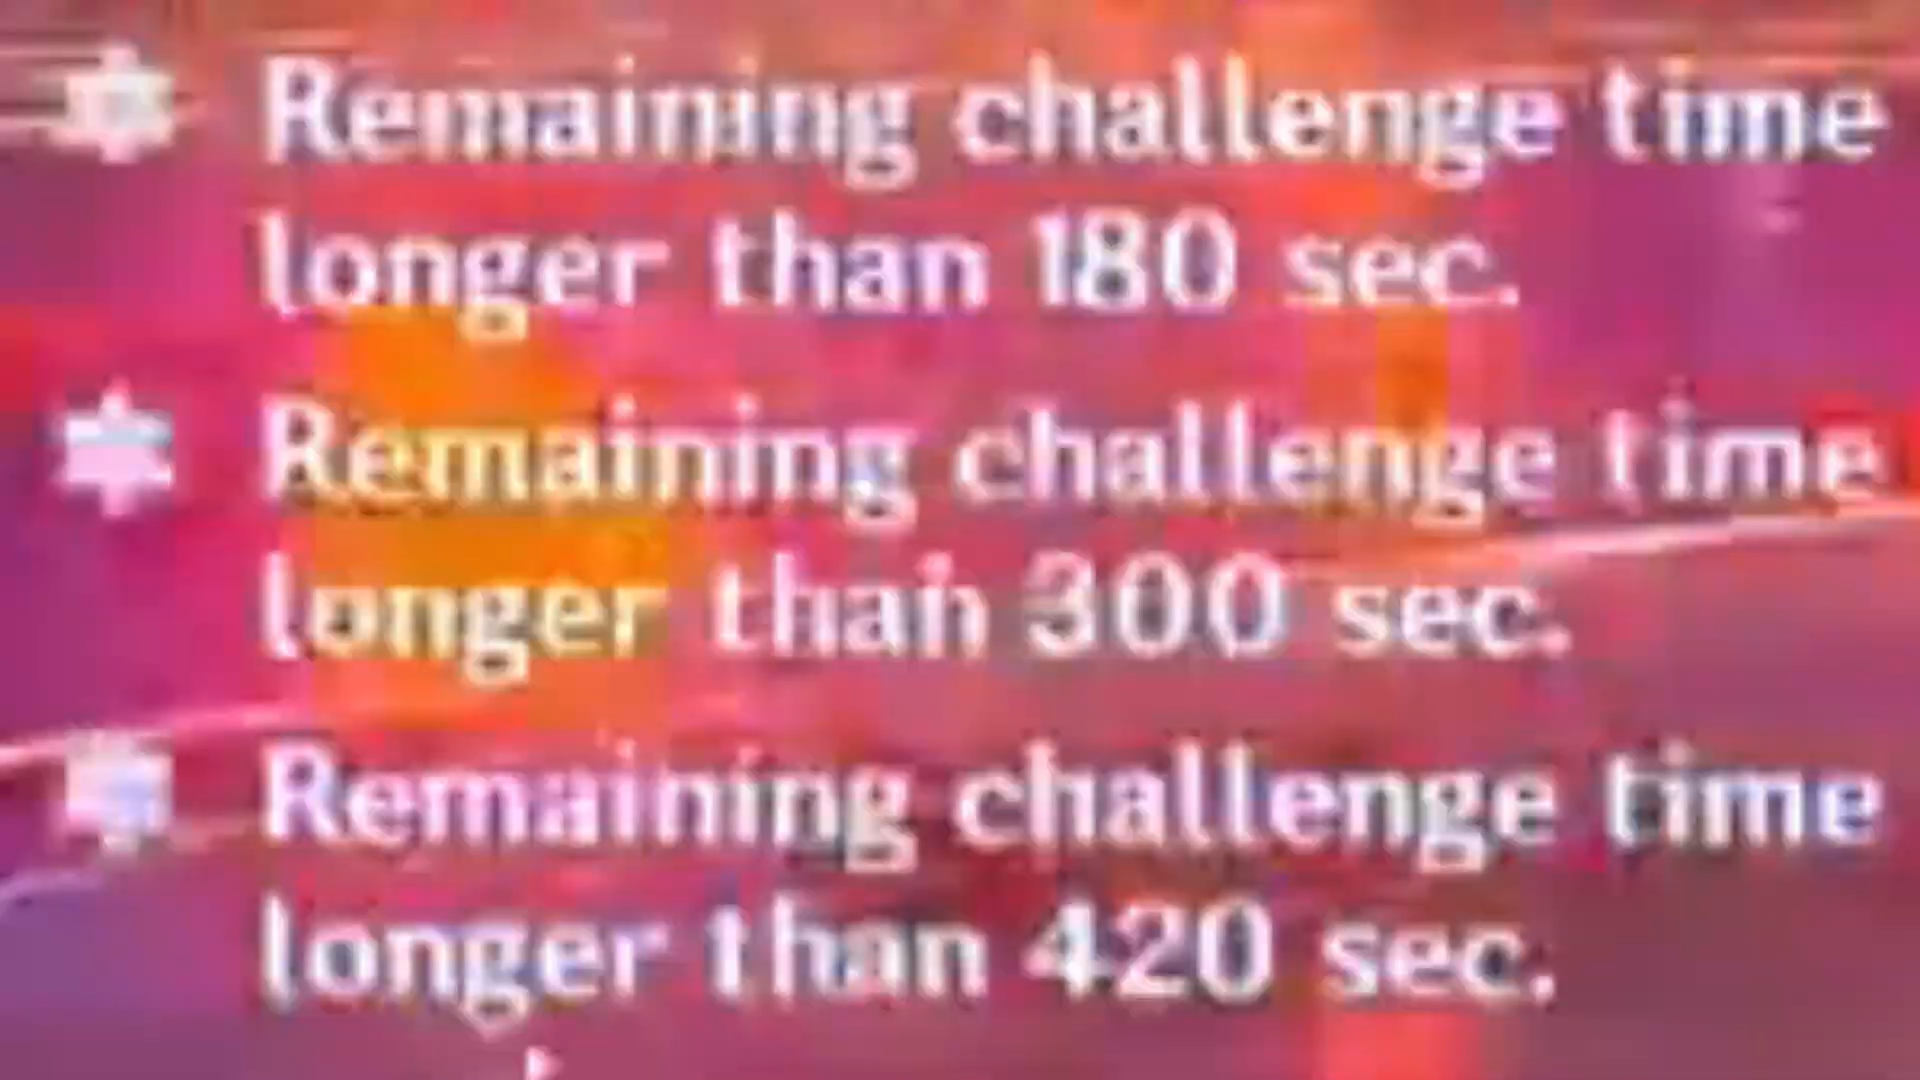 Remaining challenge time
longer than 180 sec.
Remaining challenge time
longer than 300 sec.
Remaining challenge time
longer than 420 sec.